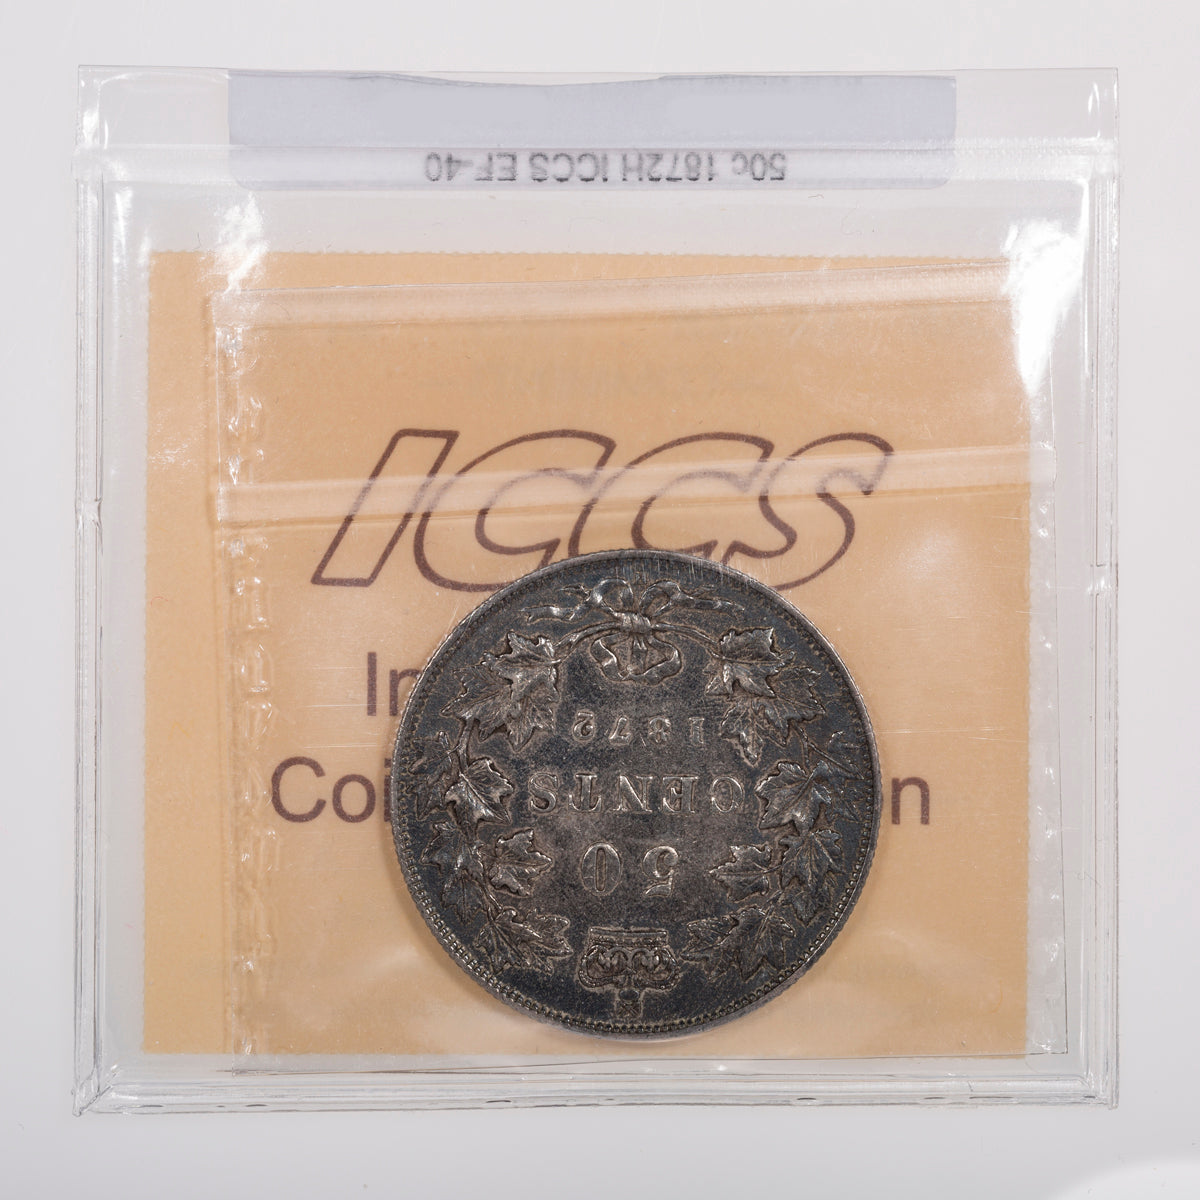 50c 1872H ICCS EF-40
ICCS
In
Coi n
1872
CENTS
50